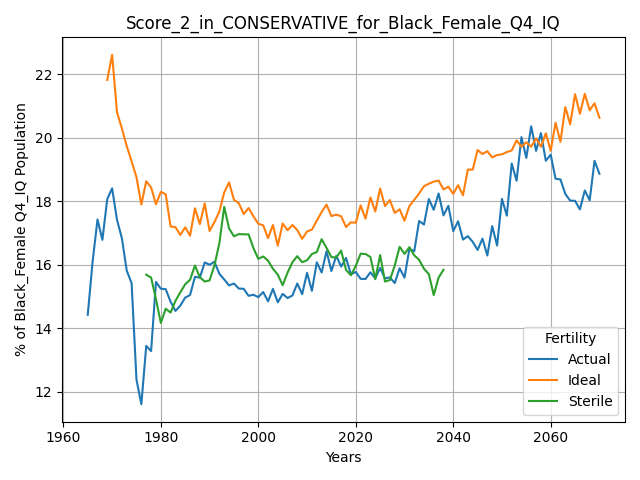 Score_2_in_CONSERVATIVE_for_Black_Female_Q4_IQ
% of Black_Female Q4_IQ Population
22
20
18
16
14
12
1960 1980 2000 2020 2040 2060
Years
Fertility
Actual
Ideal
Sterile